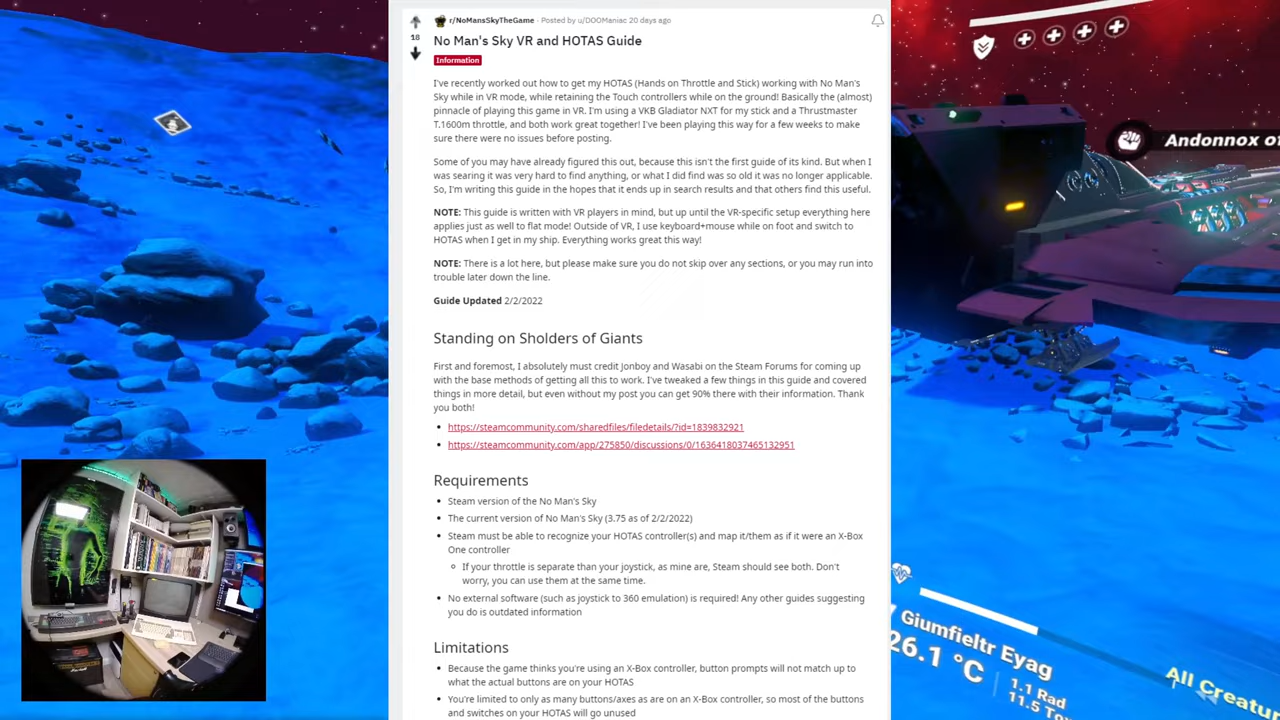 r/NoMansSkyTheGame · Posted by u/DOOManiac 20 days ago
18
No Man's Sky VR and HOTAS Guide
Information
I've recently worked out how to get my HOTAS (Hands on Throttle and Stick) working with No Man's
Sky while in VR mode, while retaining the Touch controllers while on the ground! Basically the (almost)
pinnacle of playing this game in VR. I'm using a VKB Gladiator NXT for my stick and a Thrustmaster
T.1600m throttle, and both work great together! I've been playing this way for a few weeks to make
sure there were no issues before posting.
Some of you may have already figured this out, because this isn't the first guide of its kind. But when I
was searing it was very hard to find anything, or what I did find was so old it was no longer applicable.
So, I'm writing this guide in the hopes that it ends up in search results and that others find this useful.
NOTE: This guide is written with VR players in mind, but up until the VR-specific setup everything here
applies just as well to flat mode! Outside of VR, I use keyboard+mouse while on foot and switch to
HOTAS when I get in my ship. Everything works great this way!
NOTE: There is a lot here, but please make sure you do not skip over any sections, or you may run into
trouble later down the line.
Guide Updated 2/2/2022
Standing on Sholders of Giants
First and foremost, I absolutely must credit Jonboy and Wasabi on the Steam Forums for coming up
with the base methods of getting all this to work. I've tweaked a few things in this guide and covered
things in more detail, but even without my post you can get 90% there with their information. Thank
you both!
• https://steamcommunity.com/sharedfiles/filedetails/?id=1839832921
• https://steamcommunity.com/app/275850/discussions/0/1636418037465132951
Requirements
• Steam version of the No Man's Sky
• The current version of No Man's Sky (3.75 as of 2/2/2022)
• Steam must be able to recognize your HOTAS controller(s) and map it/them as if it were an X-Box
One controller
If your throttle is separate than your joystick, as mine are, Steam should see both. Don't
worry, you can use them at the same time.
• No external software (such as joystick to 360 emulation) is required! Any other guides suggesting
you do is outdated information
Limitations
• Because the game thinks you're using an X-Box controller, button prompts will not match up to
what the actual buttons are on your HOTAS
• You're limited to only as many buttons/axes as are on an X-Box controller, so most of the buttons
and switches on your HOTAS will go unused
Andonnox of
Giumfieltr Eyad
26.1 °C
1.1 Rad
1.5 Tox
All Creatur